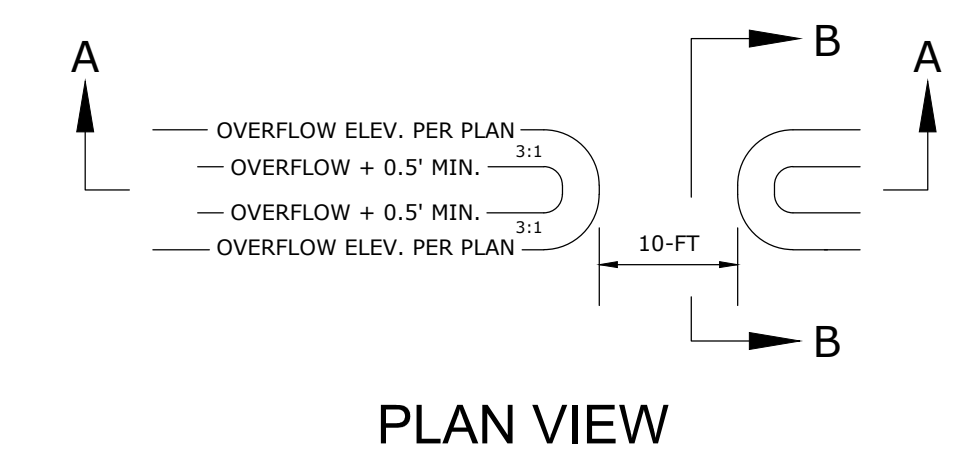 B
A
A
OVERFLOW ELEV. PER PLAN
3:1
OVERFLOW + 0.5' MIN.
OVERFLOW + 0.5' MIN.
3:1
OVERFLOW ELEV. PER PLAN
10-FT
B
PLAN VIEW